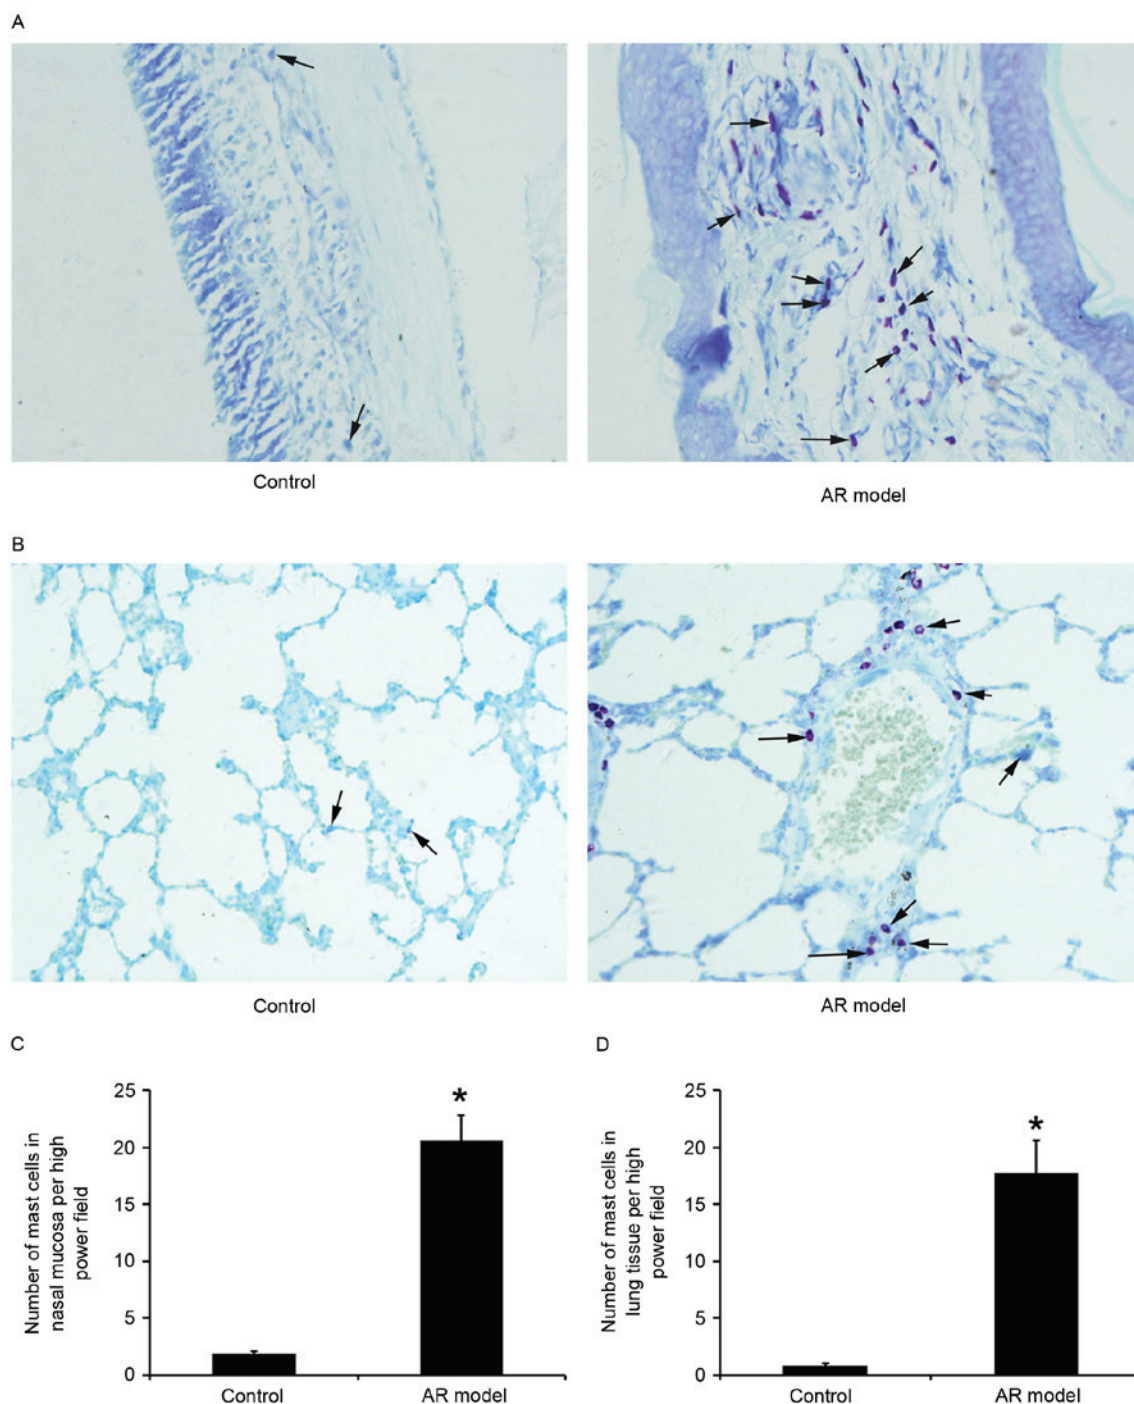 A
Control
AR model
B
Control
AR model
C
D
Number of mast cells in
nasal mucosa per high
power field
25
20
15
10
5
0
*
Control
AR model
Number of mast cells in
lung tissue per high
power field
25
20
15
10
5
0
*
Control
AR model